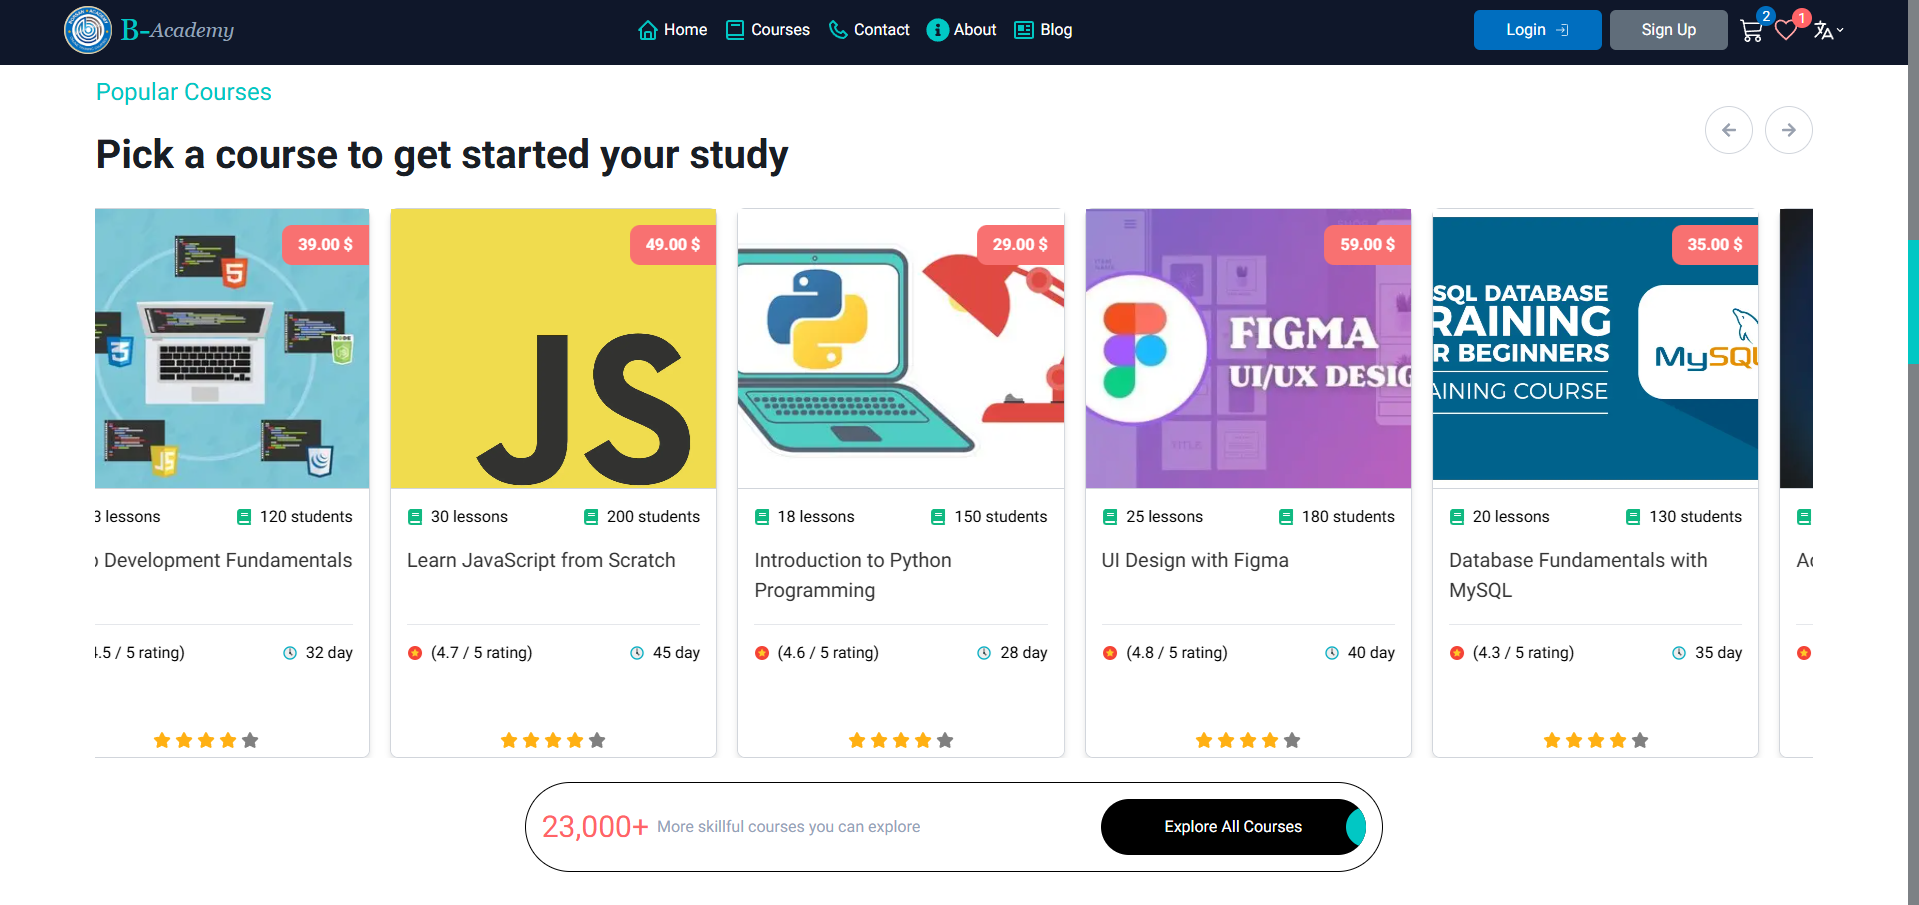 B-Academy
Home
Courses
Contact
About
Blog
Login
Sign Up
2
1
Popular Courses
Pick a course to get started your study
39.00 $
5
3
NODE
JS
3 lessons
120 students
Development Fundamentals
4.5 / 5 rating)
32 day
49.00 $
JS
30 lessons
200 students
Learn JavaScript from Scratch
(4.7 / 5 rating)
45 day
29.00 $
18 lessons
150 students
Introduction to Python
Programming
(4.6 / 5 rating)
28 day
59.00 $
FIGMA
UI/UX DESIG
TITLE
25 lessons
180 students
UI Design with Figma
(4.8 / 5 rating)
40 day
35.00 $
SQL DATABASE
RAINING
R BEGINNERS
AINING COURSE
MySQL
20 lessons
130 students
Database Fundamentals with
MySQL
(4.3 / 5 rating)
35 day
23,000+ More skillful courses you can explore
Explore All Courses